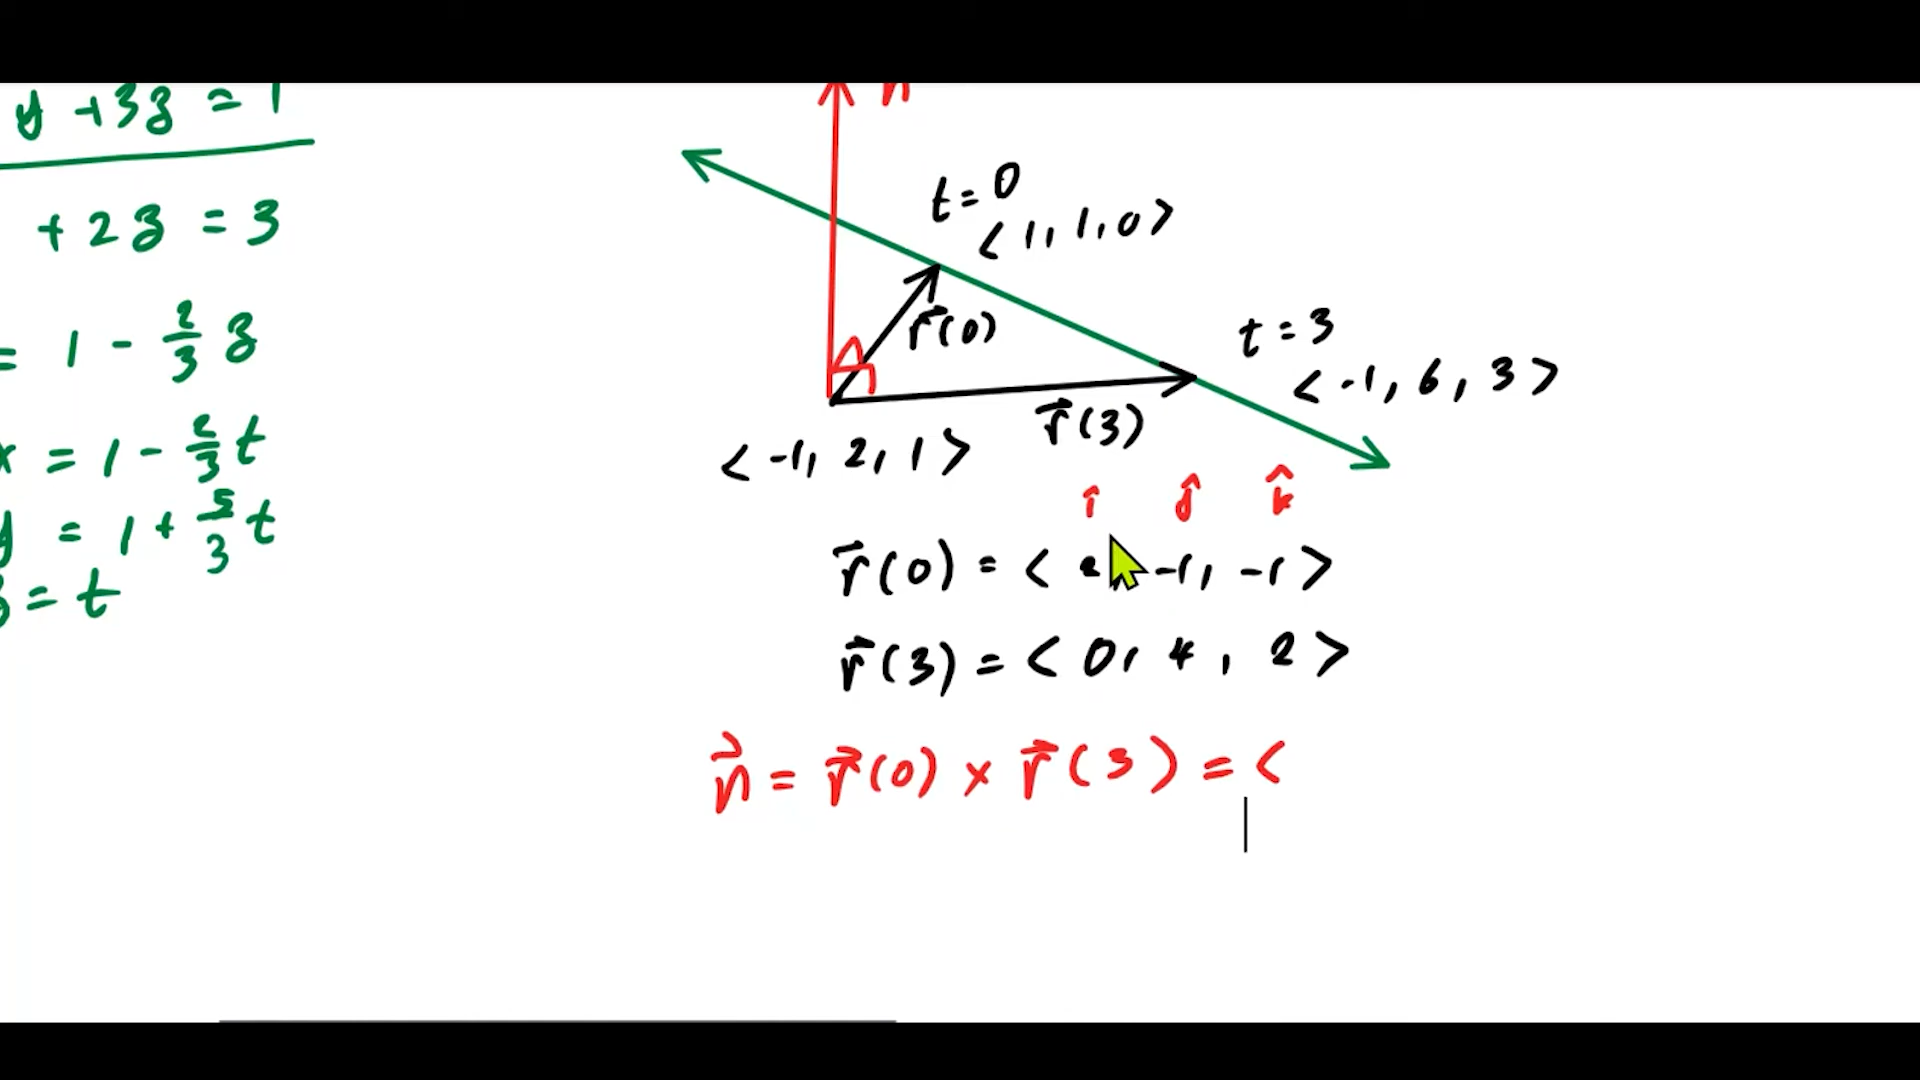 y + 3z = 1
+ 2z = 3
= 1 - 2/3 z
x = 1 - 2/3 t
y = 1 + 5/3 t
z = t
n
t = 0
< 1, 1, 0 >
r⃗(0)
t = 3
< -1, 6, 3 >
r⃗(3)
< -1, 2, 1 >
î ĵ k̂
r⃗(0) = < 2, -1, -1 >
r⃗(3) = < 0, 4, 2 >
n⃗ = r⃗(0) × r⃗(3) = <